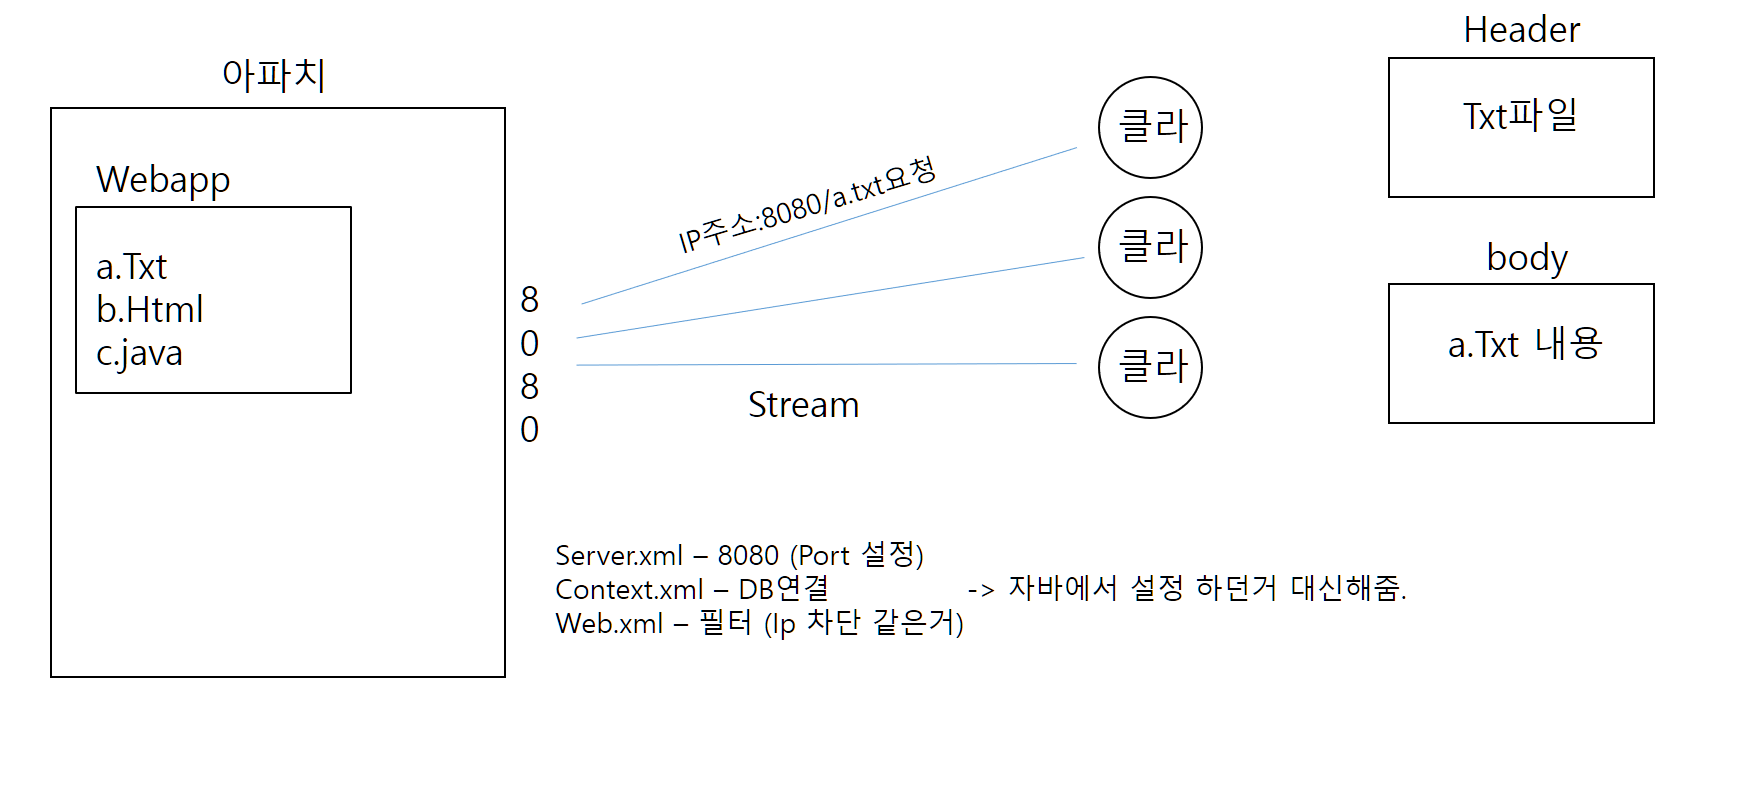 아파치
Webapp
a.Txt
b.Html
c.java
8
0
8
0
IP주소:8080/a.txt요청
Stream
클라
클라
클라
Header
Txt파일
body
a.Txt 내용
Server.xml – 8080 (Port 설정)
Context.xml – DB연결 -> 자바에서 설정 하던거 대신해줌.
Web.xml – 필터 (Ip 차단 같은거)